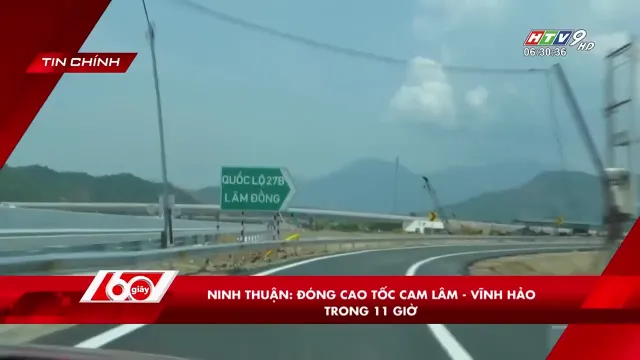 TIN CHÍNH
HTV9 HD
06:30:36
QUỐC LỘ 27B
LÂM ĐỒNG
60 giây
NINH THUẬN: ĐÓNG CAO TỐC CAM LÂM - VĨNH HẢO
TRONG 11 GIỜ